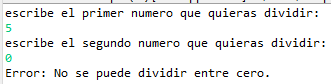 escribe el primer numero que quieras dividir:
5
escribe el segundo numero que quieras dividir:
0
Error: No se puede dividir entre cero.